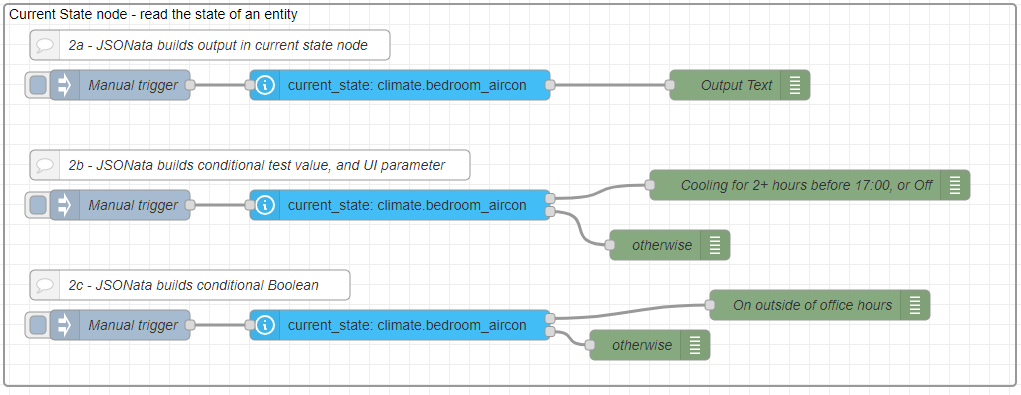 Current State node - read the state of an entity
2a - JSONata builds output in current state node
Manual trigger
current_state: climate.bedroom_aircon
Output Text
2b - JSONata builds conditional test value, and UI parameter
Cooling for 2+ hours before 17:00, or Off
Manual trigger
current_state: climate.bedroom_aircon
otherwise
2c - JSONata builds conditional Boolean
On outside of office hours
Manual trigger
current_state: climate.bedroom_aircon
otherwise